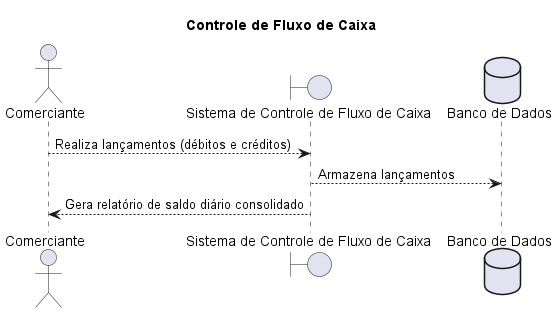 Controle de Fluxo de Caixa
Comerciante
Sistema de Controle de Fluxo de Caixa
Banco de Dados
Realiza lançamentos (débitos e créditos)
Armazena lançamentos
Gera relatório de saldo diário consolidado
Comerciante
Sistema de Controle de Fluxo de Caixa
Banco de Dados